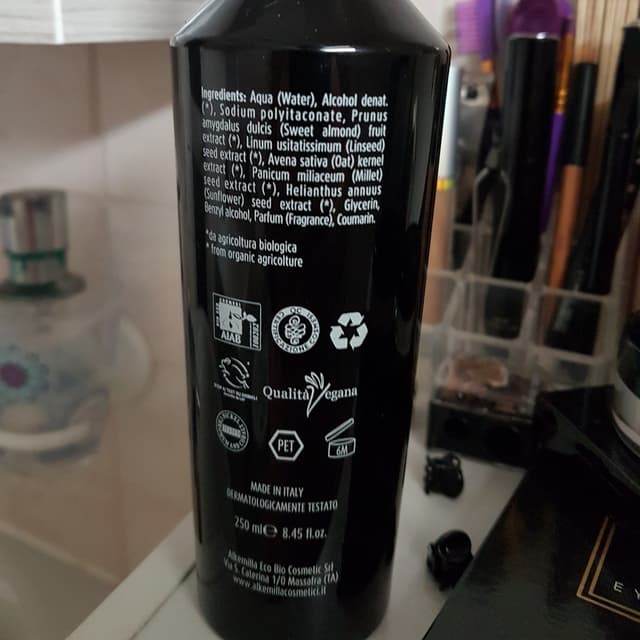 Ingredients: Aqua (Water), Alcohol denat.
(*), Sodium polyitaconate, Prunus
amygdalus dulcis (Sweet almond) fruit
extract (*), Linum usitatissimum (Linseed)
seed extract (*), Avena sativa (Oat) kernel
extract (*), Panicum miliaceum (Millet)
seed extract (*), Helianthus annuus
(Sunflower) seed extract (*), Glycerin,
Benzyl alcohol, Parfum (Fragrance), Coumarin.
*da agricoltura biologica
* from organic agricolture
AIAB
Qualità Vegana
PET
6M
MADE IN ITALY
DERMATOLOGICAMENTE TESTATO
250 ml e 8.45 fl.oz.
Alkemilla Eco Bio Cosmetic Srl
Via S. Caterina 1/0 Massafra (TA)
www.alkemillacosmetici.it
E Y